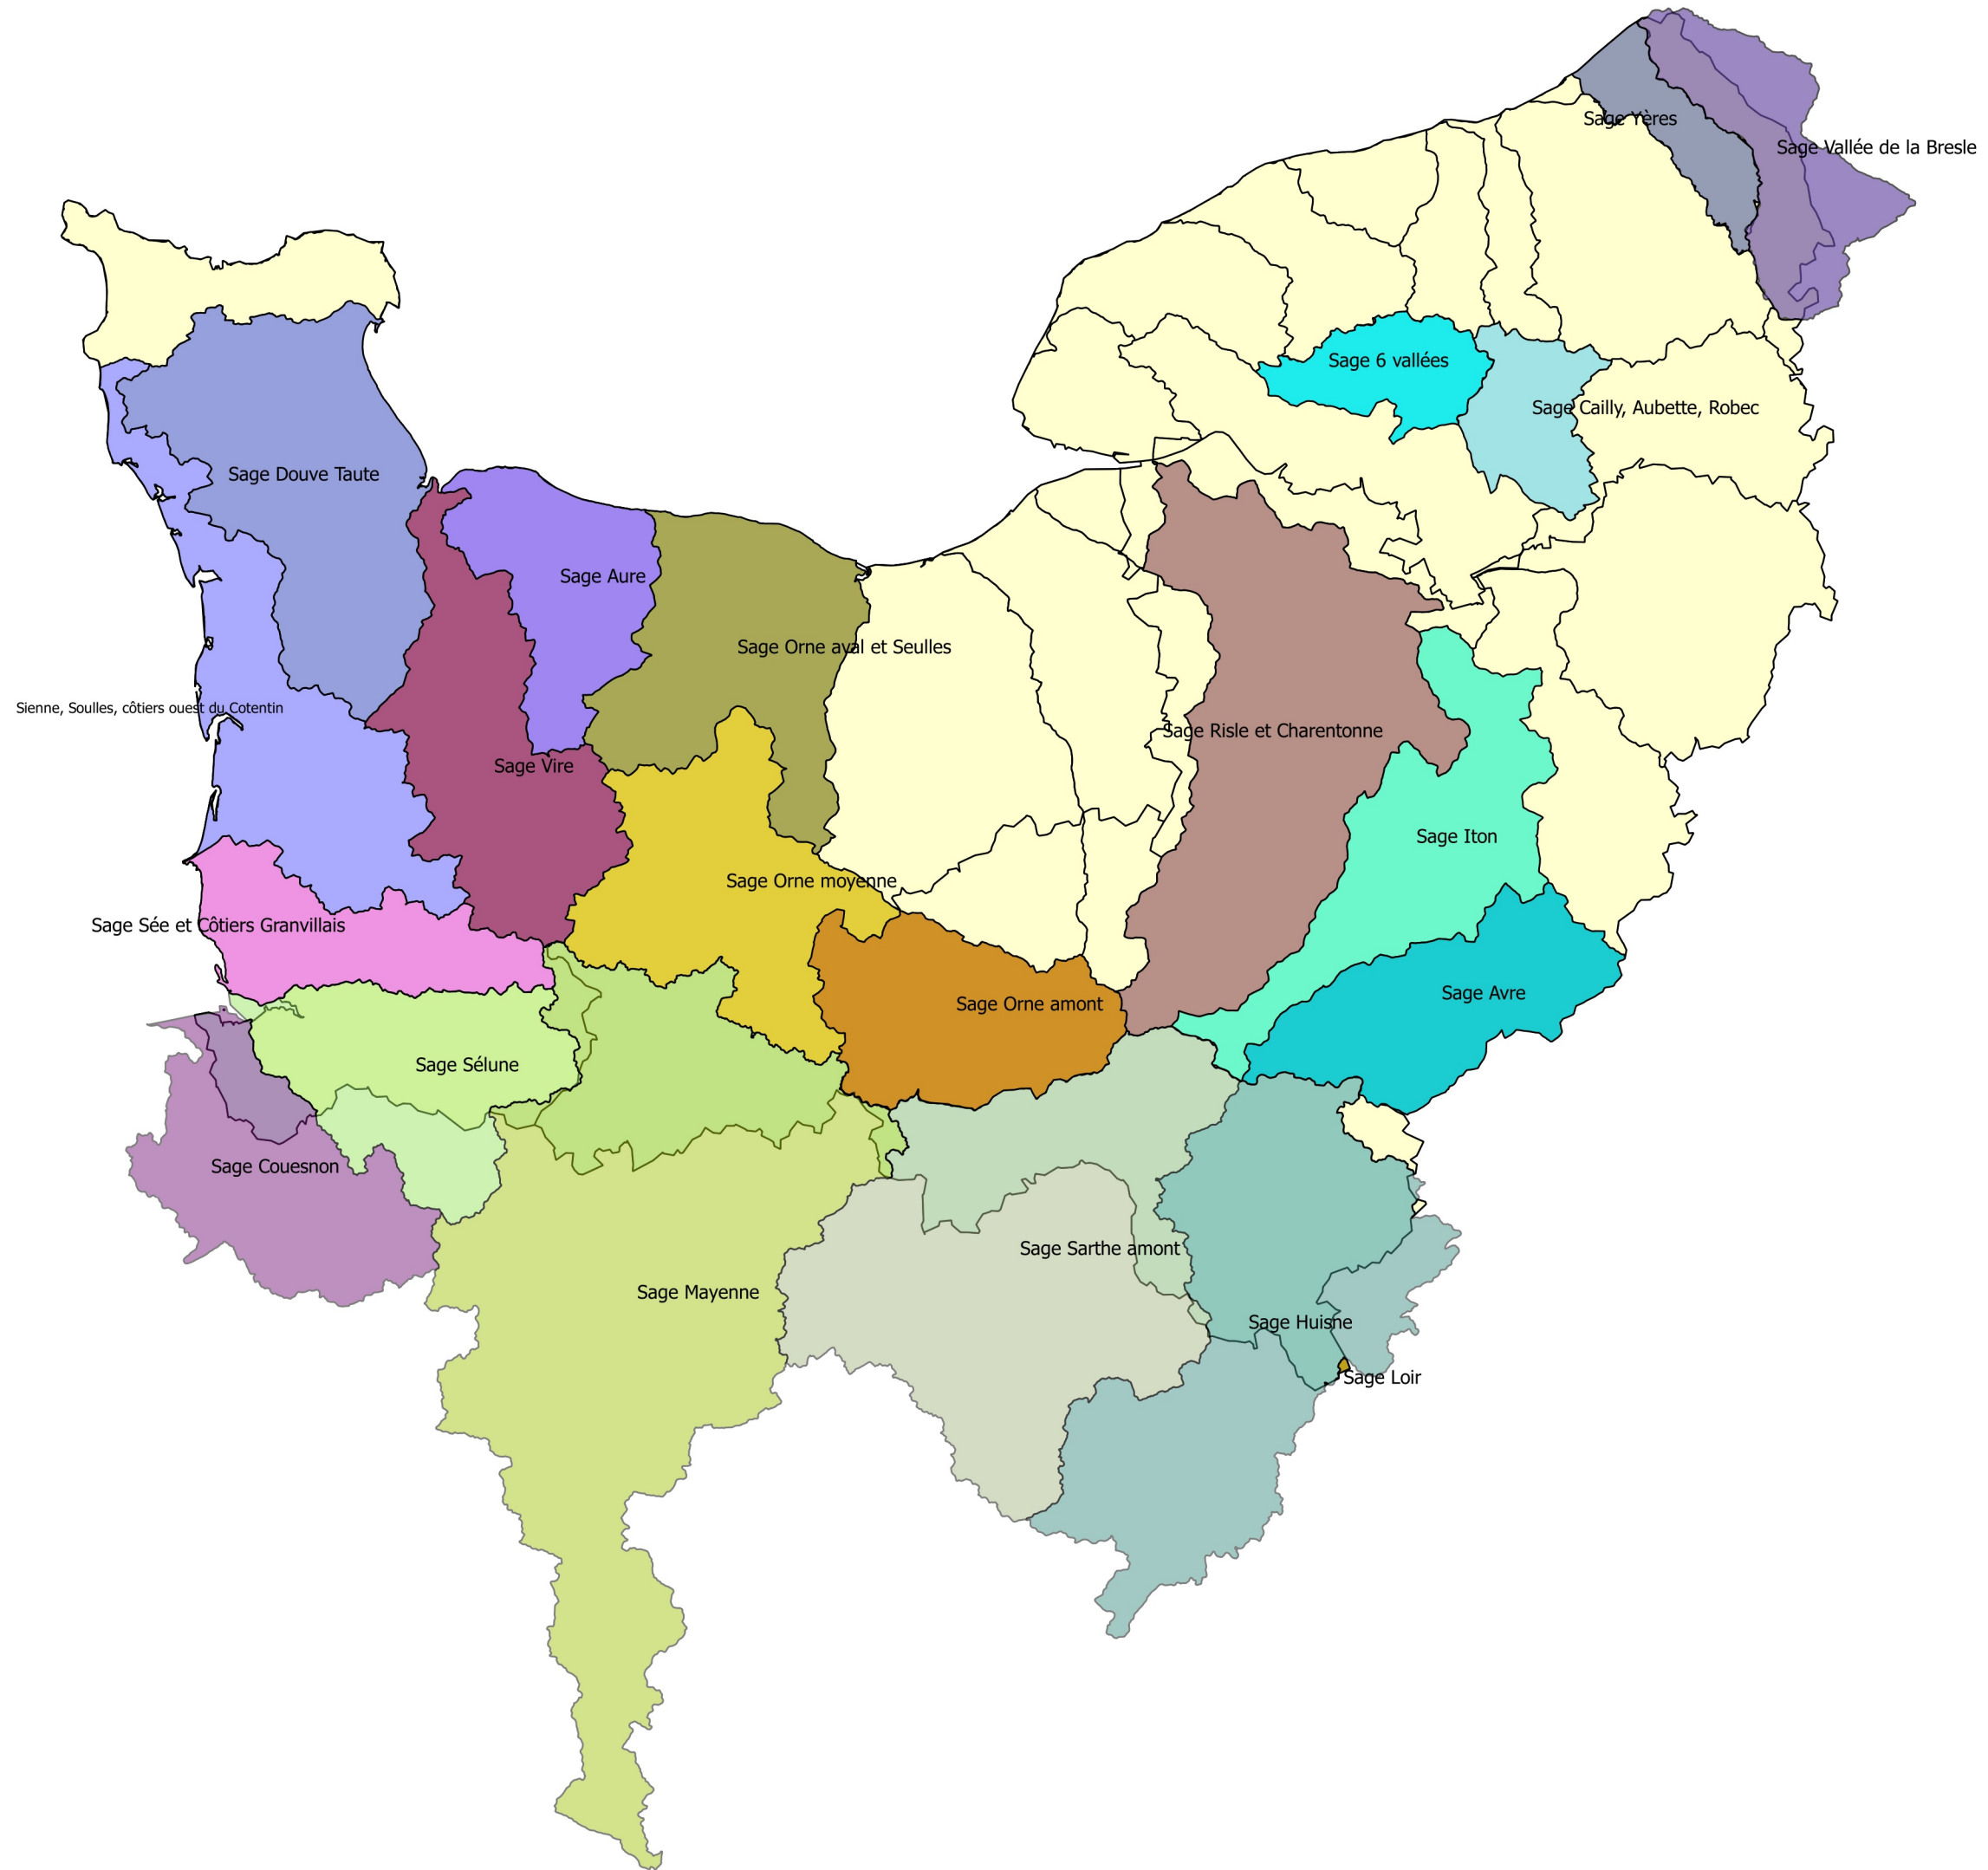 Sage Yères
Sage Vallée de la Bresle
Sage 6 vallées
Sage Cailly, Aubette, Robec
Sage Douve Taute
Sage Aure
Sage Orne aval et Seulles
Sienne, Soulles, côtiers ouest du Cotentin
Sage Risle et Charentonne
Sage Vire
Sage Iton
Sage Orne moyenne
Sage Sée et Côtiers Granvillais
Sage Avre
Sage Orne amont
Sage Sélune
Sage Couesnon
Sage Sarthe amont
Sage Mayenne
Sage Huisne
Sage Loir